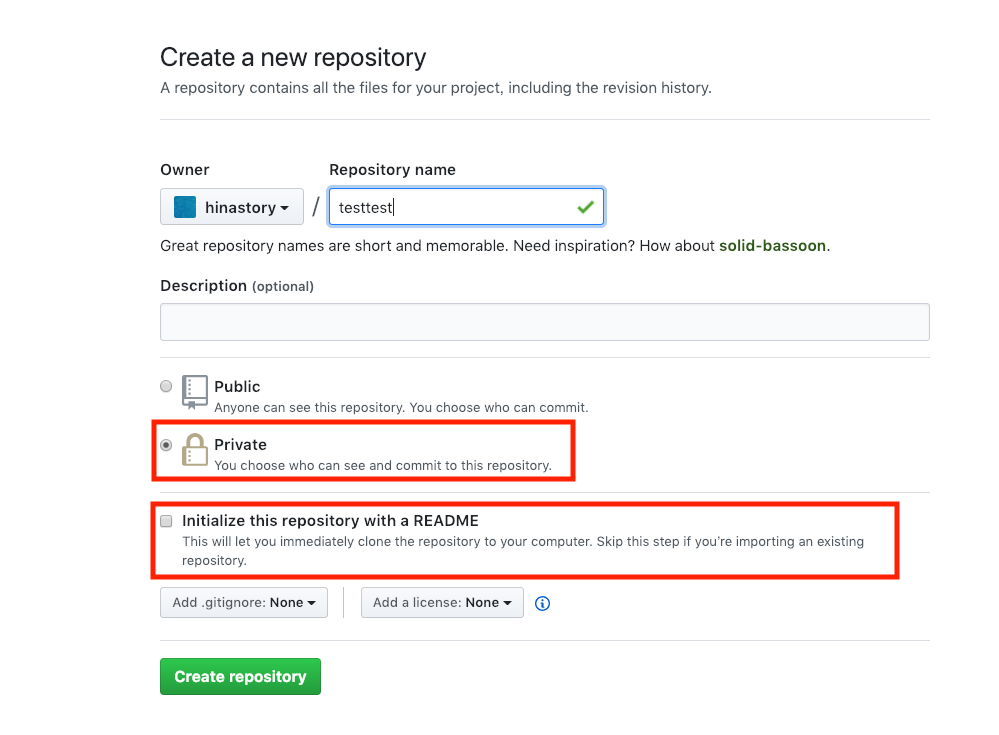 Create a new repository
A repository contains all the files for your project, including the revision history.
Owner
Repository name
hinastory
/
testtest
Great repository names are short and memorable. Need inspiration? How about solid-bassoon.
Description (optional)
Public
Anyone can see this repository. You choose who can commit.
Private
You choose who can see and commit to this repository.
Initialize this repository with a README
This will let you immediately clone the repository to your computer. Skip this step if you’re importing an existing
repository.
Add .gitignore: None
Add a license: None
Create repository